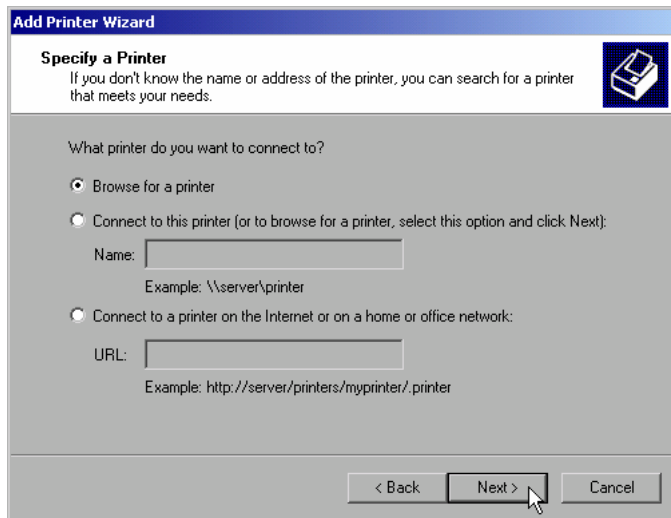 Add Printer Wizard
Specify a Printer
If you don't know the name or address of the printer, you can search for a printer
that meets your needs.
What printer do you want to connect to?
Browse for a printer
Connect to this printer (or to browse for a printer, select this option and click Next):
Name:
Example: \\server\printer
Connect to a printer on the Internet or on a home or office network:
URL:
Example: http://server/printers/myprinter/.printer
< Back Next > Cancel